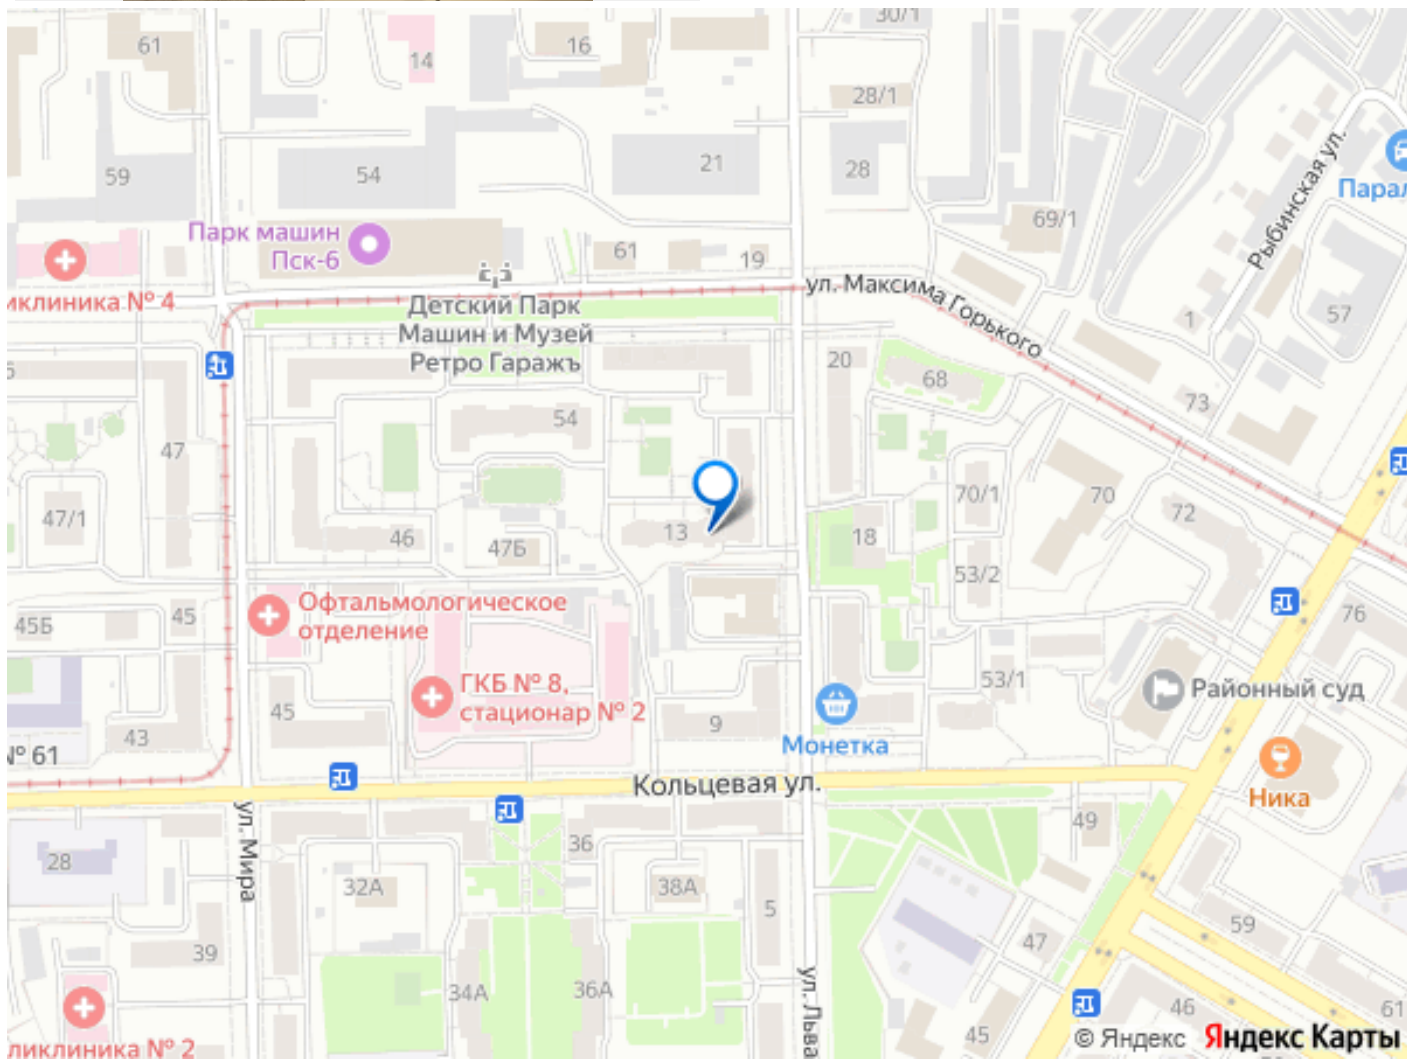 30/1
61
16
14
28/1
59
54
21
28
Рыбинская ул.
Парал
69/1
Парк машин
Пск-6
61
19
иклиника № 4
ул. Максима Горького
Детский Парк
Машин и Музей
Ретро Гаражъ
1
57
20
68
73
54
47
47/1
70/1
70
72
13
46
47Б
18
53/2
Офтальмологическое
отделение
45Б
45
76
ГКБ № 8,
стационар № 2
53/1
Районный суд
45
9
43
№ 61
Монетка
Кольцевая ул.
Ника
ул. Мира
28
36
49
32А
38А
5
59
39
47
ул. Льва
34А
36А
46
61
45
ликлиника № 2
© Яндекс Яндекс Карты